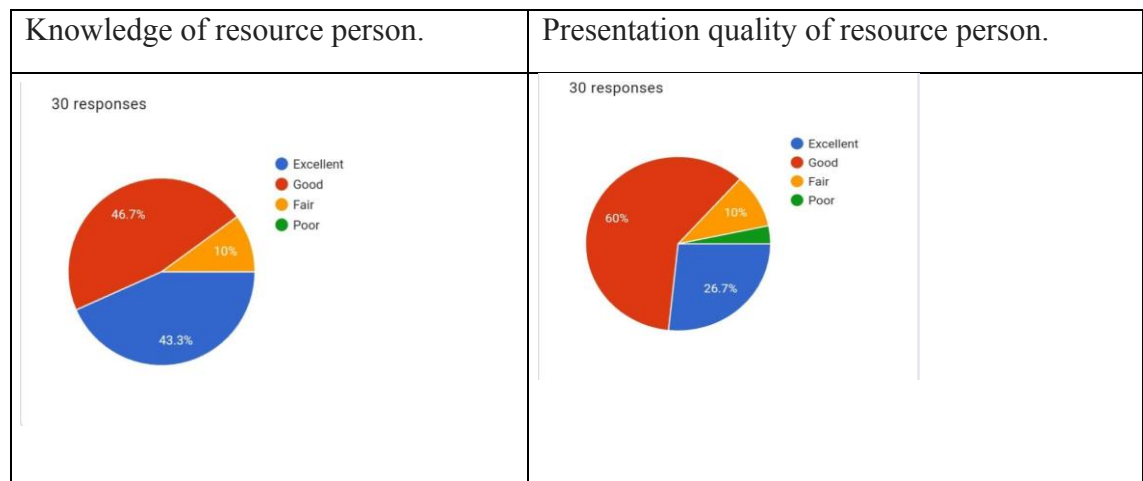 Knowledge of resource person.
Presentation quality of resource person.
30 responses
Excellent
Good
Fair
Poor
46.7%
10%
43.3%
30 responses
Excellent
Good
Fair
Poor
60%
10%
26.7%